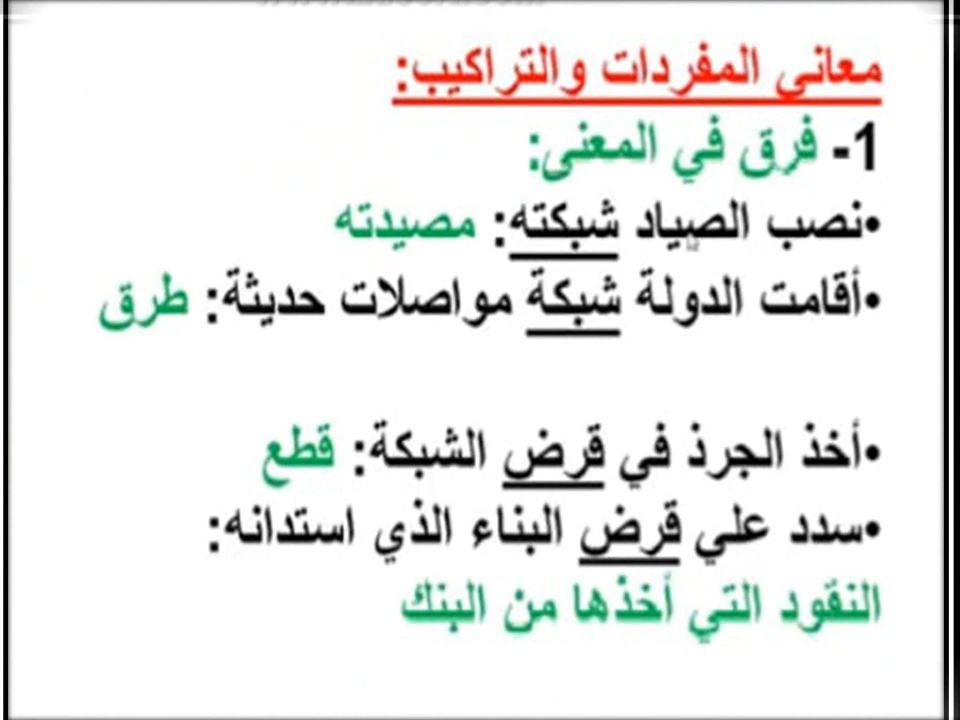 معاني المفردات والتراكيب:
1- فرق في المعنى:
•نصب الصياد شبكته: مصيدته
•أقامت الدولة شبكة مواصلات حديثة: طرق
•أخذ الجرذ في قرض الشبكة: قطع
•سدد علي قرض البناء الذي استدانه:
النقود التي أخذها من البنك